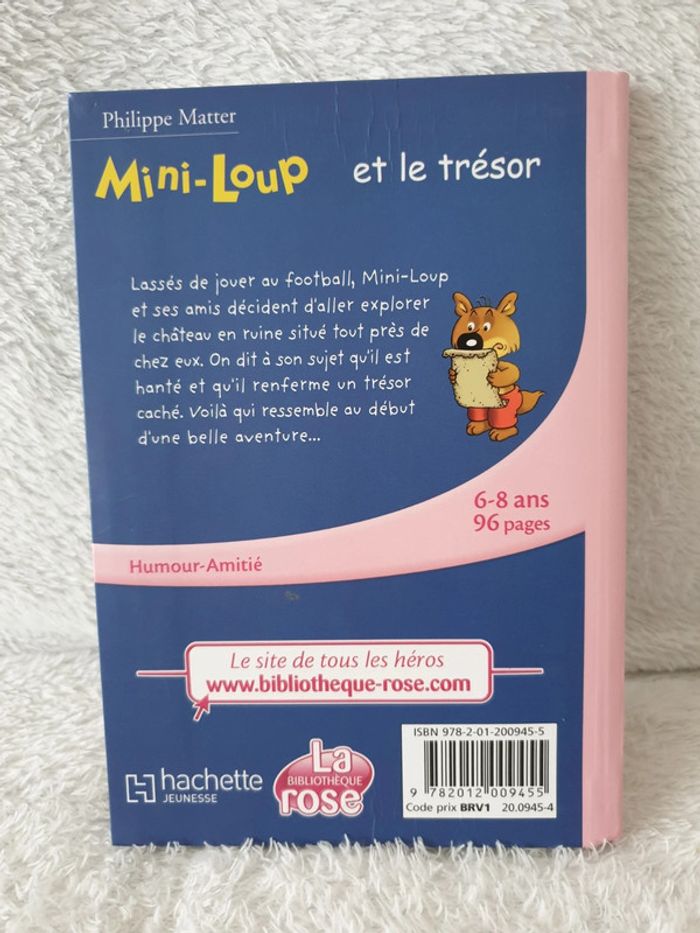 Philippe Matter
Mini-Loup et le trésor
Lassés de jouer au football, Mini-Loup
et ses amis décident d'aller explorer
le château en ruine situé tout près de
chez eux. On dit à son sujet qu'il est
hanté et qu'il renferme un trésor
caché. Voilà qui ressemble au début
d'une belle aventure...
6-8 ans
96 pages
Humour-Amitié
Le site de tous les héros
www.bibliotheque-rose.com
hachette
JEUNESSE
La
BIBLIOTHÈQUE
rose
ISBN 978-2-01-200945-5
9 782012 009455
Code prix BRV1 20.0945-4